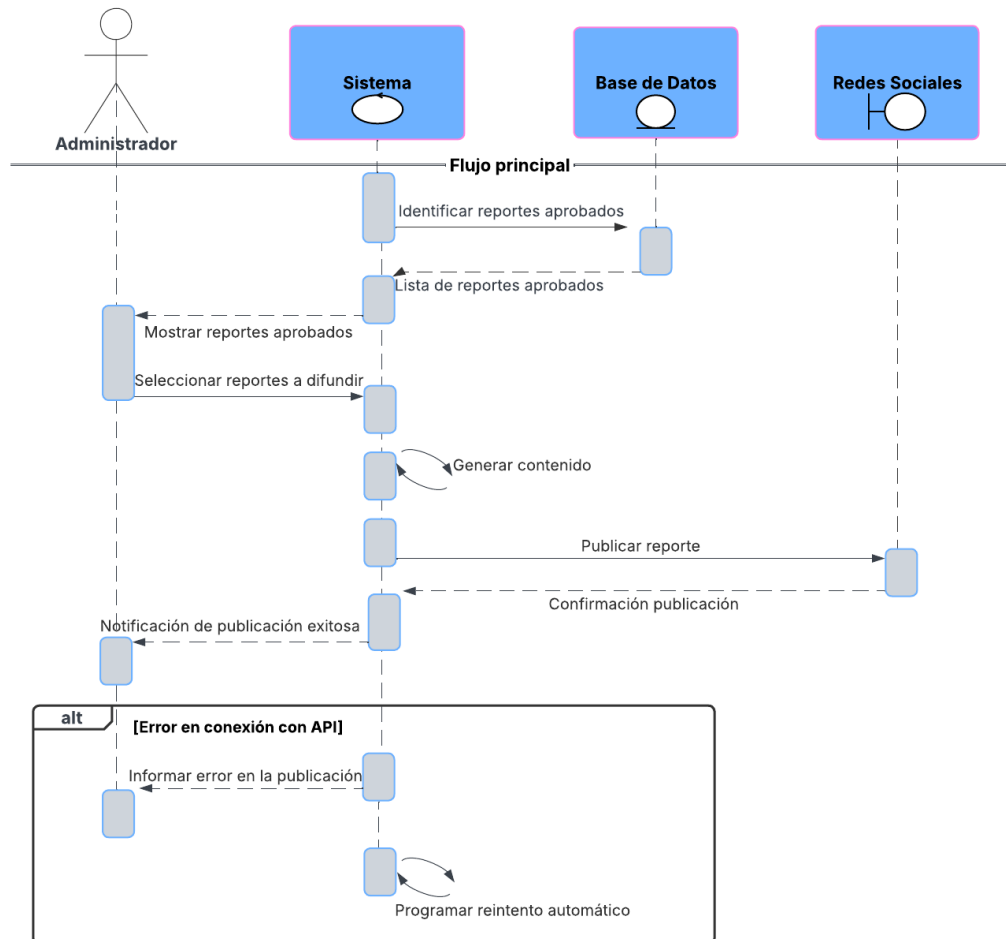 Administrador
Sistema
Base de Datos
Redes Sociales
Flujo principal
Identificar reportes aprobados
Lista de reportes aprobados
Mostrar reportes aprobados
Seleccionar reportes a difundir
Generar contenido
Publicar reporte
Confirmación publicación
Notificación de publicación exitosa
alt
[Error en conexión con API]
Informar error en la publicación
Programar reintento automático